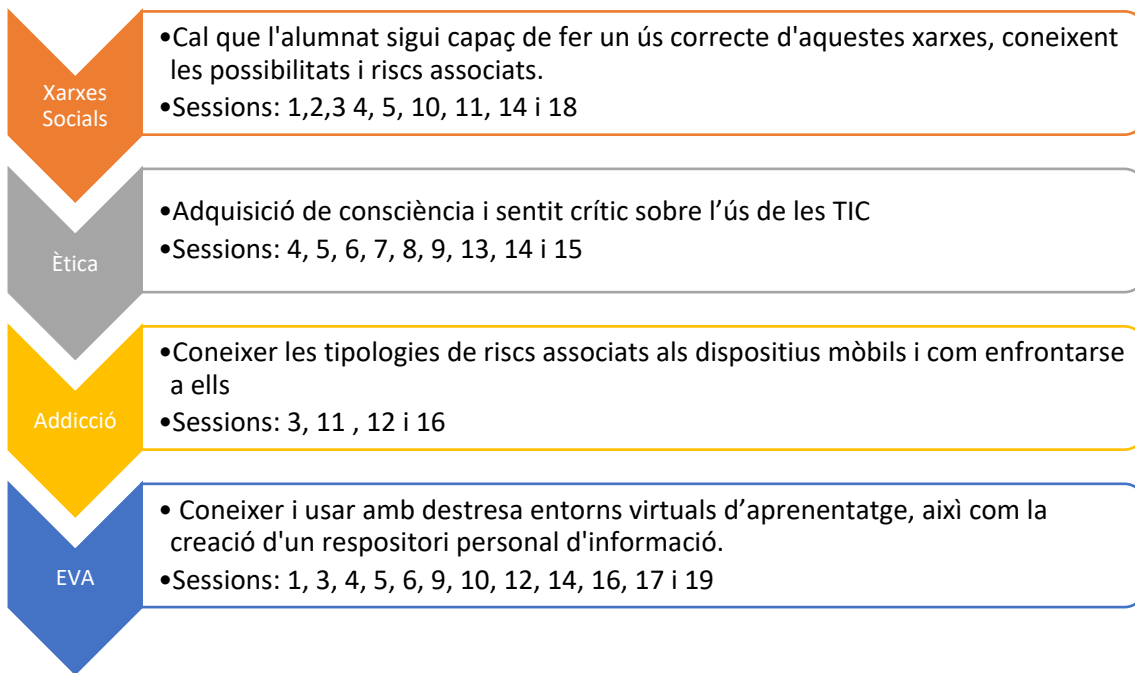 Xarxes
Socials
•Cal que l'alumnat sigui capaç de fer un ús correcte d'aquestes xarxes, coneixent
les possibilitats i riscs associats.
•Sessions: 1,2,3 4, 5, 10, 11, 14 i 18
Ètica
•Adquisició de consciència i sentit crític sobre l’ús de les TIC
•Sessions: 4, 5, 6, 7, 8, 9, 13, 14 i 15
Addicció
•Coneixer les tipologies de riscs associats als dispositius mòbils i com enfrontarse
a ells
•Sessions: 3, 11 , 12 i 16
EVA
• Coneixer i usar amb destresa entorns virtuals d’aprenentatge, així com la
creació d'un respositori personal d'informació.
•Sessions: 1, 3, 4, 5, 6, 9, 10, 12, 14, 16, 17 i 19